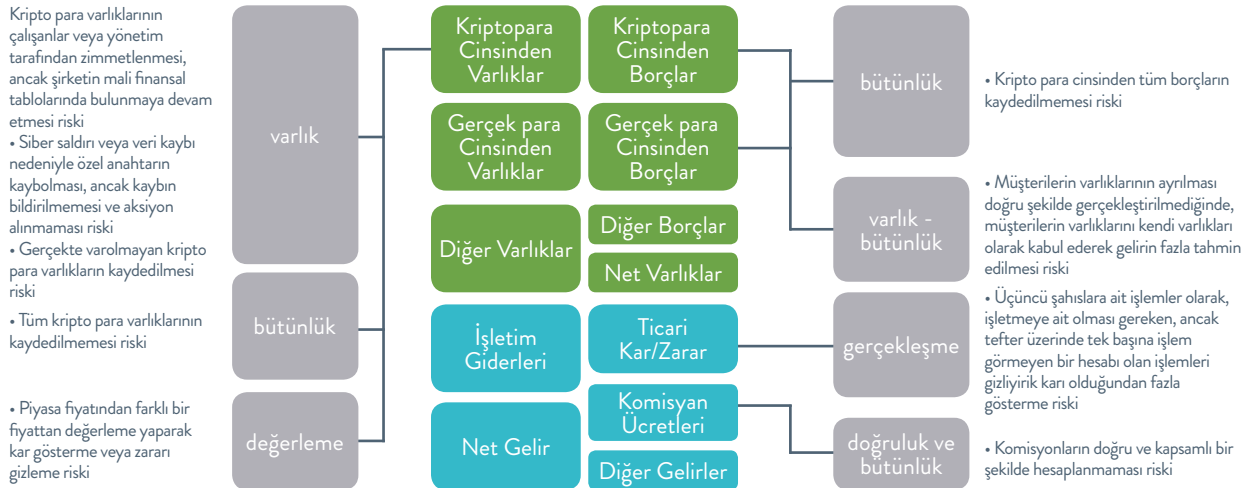 Kripto para varlıklarının
çalışanlar veya yönetim
tarafından zimmetlenmesi,
ancak şirketin mali finansal
tablolarında bulunmaya devam
etmesi riski
• Siber saldırı veya veri kaybı
nedeniyle özel anahtarın
kaybolması, ancak kaybın
bildirilmemesi ve aksiyon
alınmaması riski
• Gerçekte varolmayan kripto
para varlıkların kaydedilmesi
riski
• Tüm kripto para varlıklarının
kaydedilmemesi riski
• Piyasa fiyatından farklı bir
fiyattan değerleme yaparak
kar gösterme veya zararı
gizleme riski
varlık
bütünlük
değerleme
Kriptopara
Cinsinden
Varlıklar
Gerçek para
Cinsinden
Varlıklar
Diğer Varlıklar
İşletim
Giderleri
Net Gelir
Kriptopara
Cinsinden
Borçlar
Gerçek para
Cinsinden
Borçlar
Diğer Borçlar
Net Varlıklar
Ticari
Kar/Zarar
Komisyan
Ücretleri
Diğer Gelirler
bütünlük
varlık -
bütünlük
gerçekleşme
doğruluk ve
bütünlük
• Kripto para cinsinden tüm borçların
kaydedilmemesi riski
• Müşterilerin varlıklarının ayrılması
doğru şekilde gerçekleştirilmediğinde,
müşterilerin varlıklarını kendi varlıkları
olarak kabul ederek gelirin fazla tahmin
edilmesi riski
• Üçüncü şahıslara ait işlemler olarak,
işletmeye ait olması gereken, ancak
tefter üzerinde tek başına işlem
görmeyen bir hesabı olan işlemleri
gizliyirik karı olduğundan fazla
gösterme riski
• Komisyonların doğru ve kapsamlı bir
şekilde hesaplanmaması riski